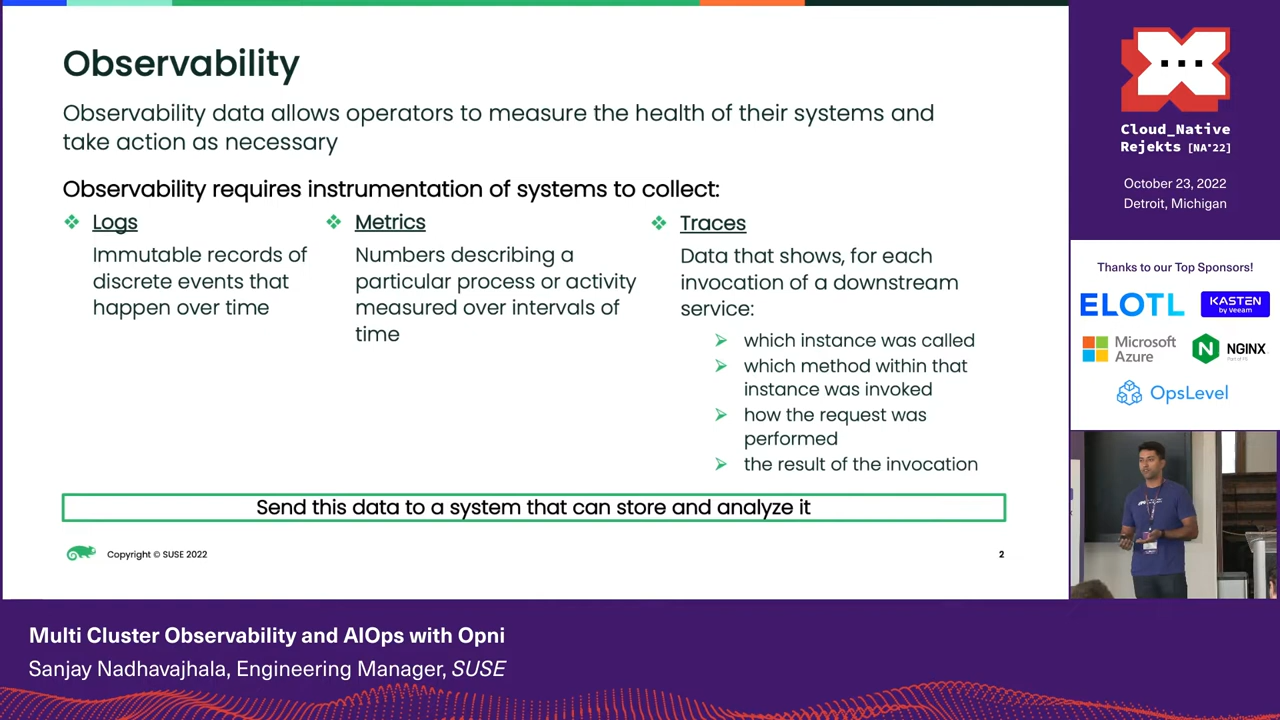 Observability
Observability data allows operators to measure the health of their systems and
take action as necessary
Observability requires instrumentation of systems to collect:
Logs
Immutable records of
discrete events that
happen over time
Metrics
Numbers describing a
particular process or activity
measured over intervals of
time
Traces
Data that shows, for each
invocation of a downstream
service:
which instance was called
which method within that
instance was invoked
how the request was
performed
the result of the invocation
Send this data to a system that can store and analyze it
Copyright © SUSE 2022
2
Cloud_Native
Rejekts [NA'22]
October 23, 2022
Detroit, Michigan
Thanks to our Top Sponsors!
ELOTL
KASTEN
by Veeam
Microsoft
Azure
N
NGINX
Part of F5
OpsLevel
Multi Cluster Observability and AIOps with Opni
Sanjay Nadhavajhala, Engineering Manager, SUSE